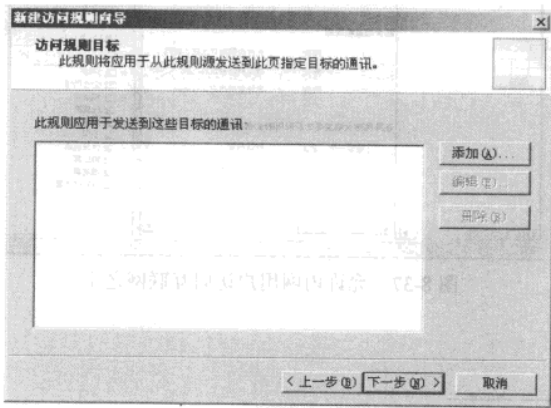 新建访问规则向导
访问规则目标
此规则将应用于从此规则源发送到此页指定目标的通讯。
此规则应用于发送到这些目标的通讯:
添加(A)...
编辑(E)...
删除(R)
< 上一步(B)
下一步(N) >
取消